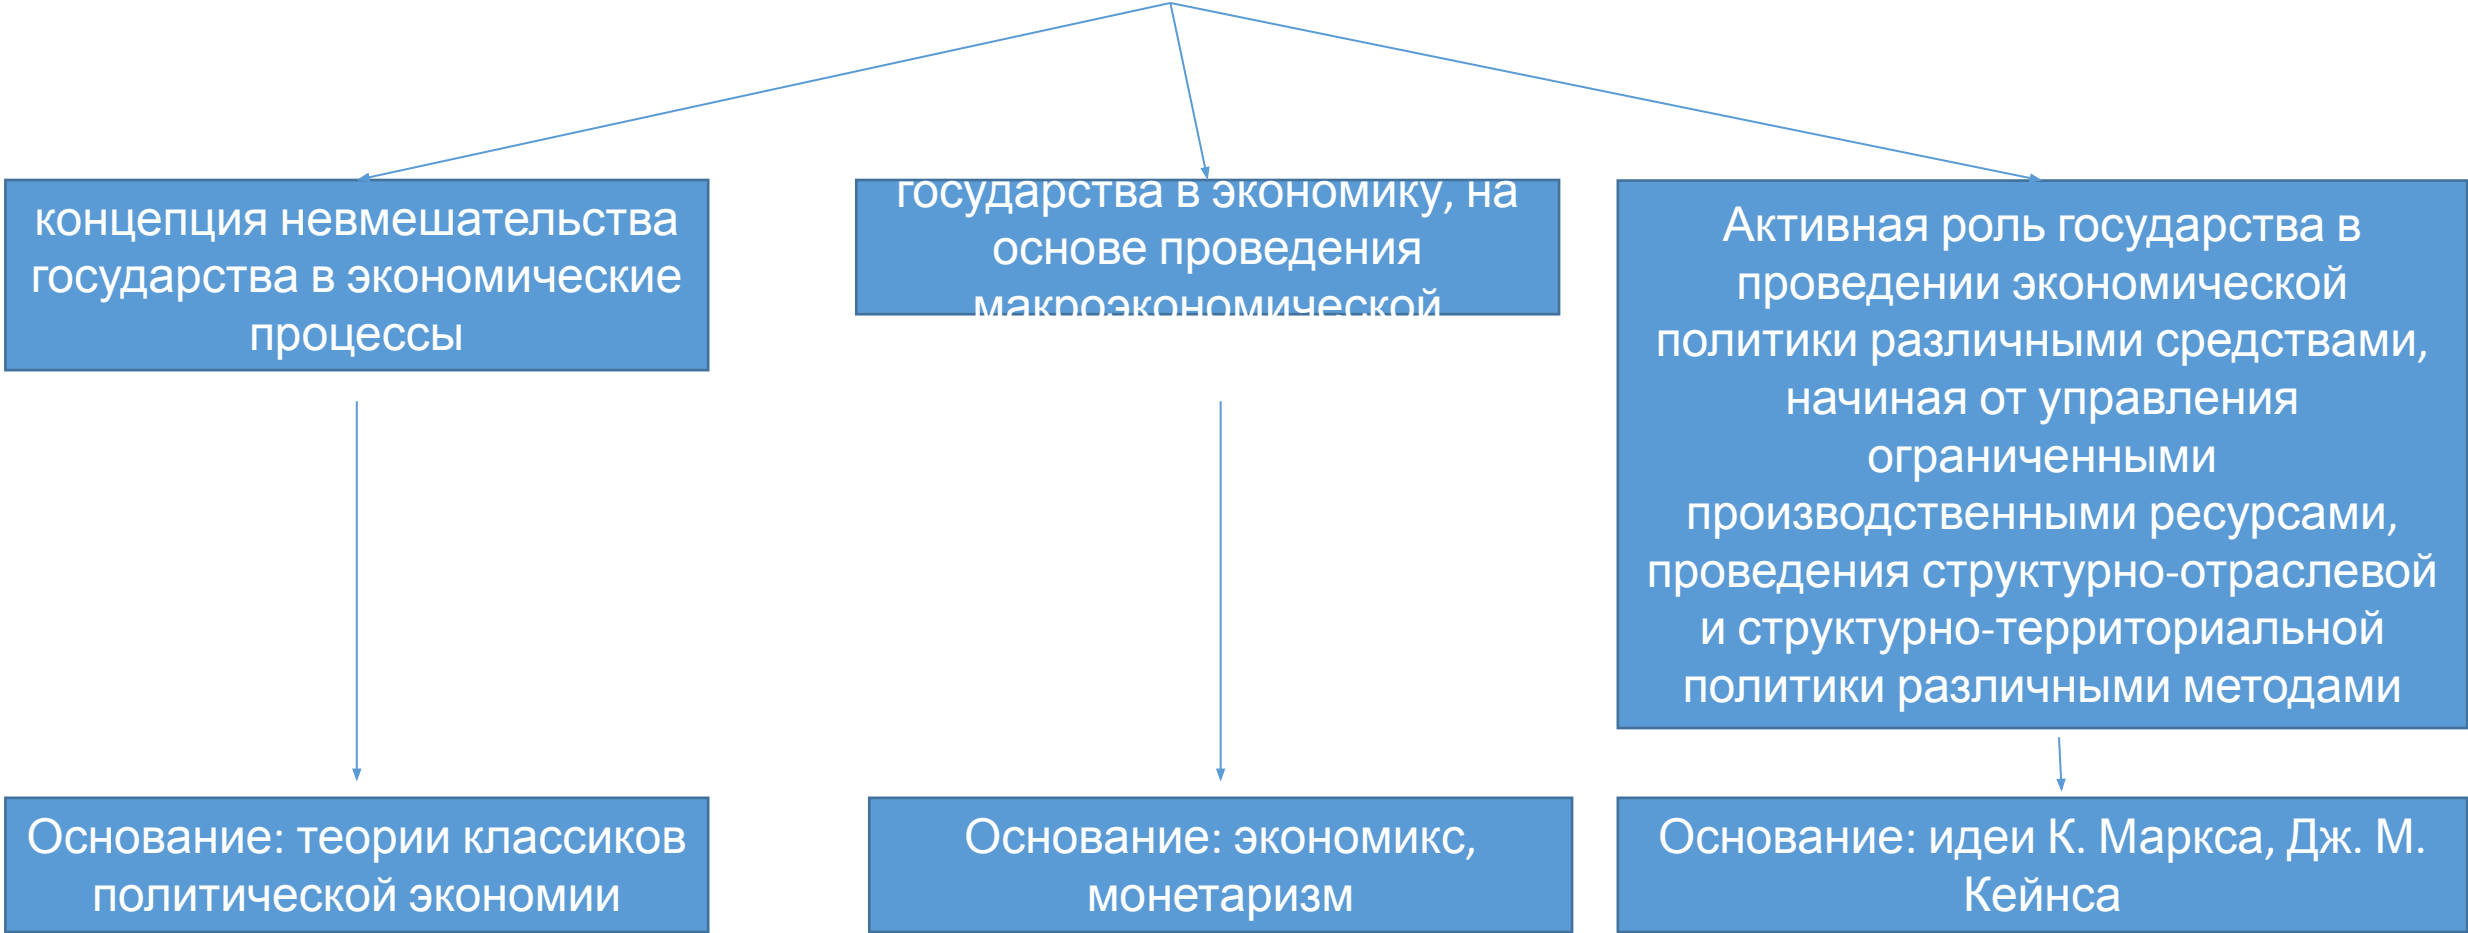 концепция невмешательства
государства в экономические
процессы
государства в экономику, на
основе проведения
макроэкономической
Активная роль государства в
проведении экономической
политики различными средствами,
начиная от управления
ограниченными
производственными ресурсами,
проведения структурно-отраслевой
и структурно-территориальной
политики различными методами
Основание: теории классиков
политической экономии
Основание: экономикс,
монетаризм
Основание: идеи К. Маркса, Дж. М.
Кейнса